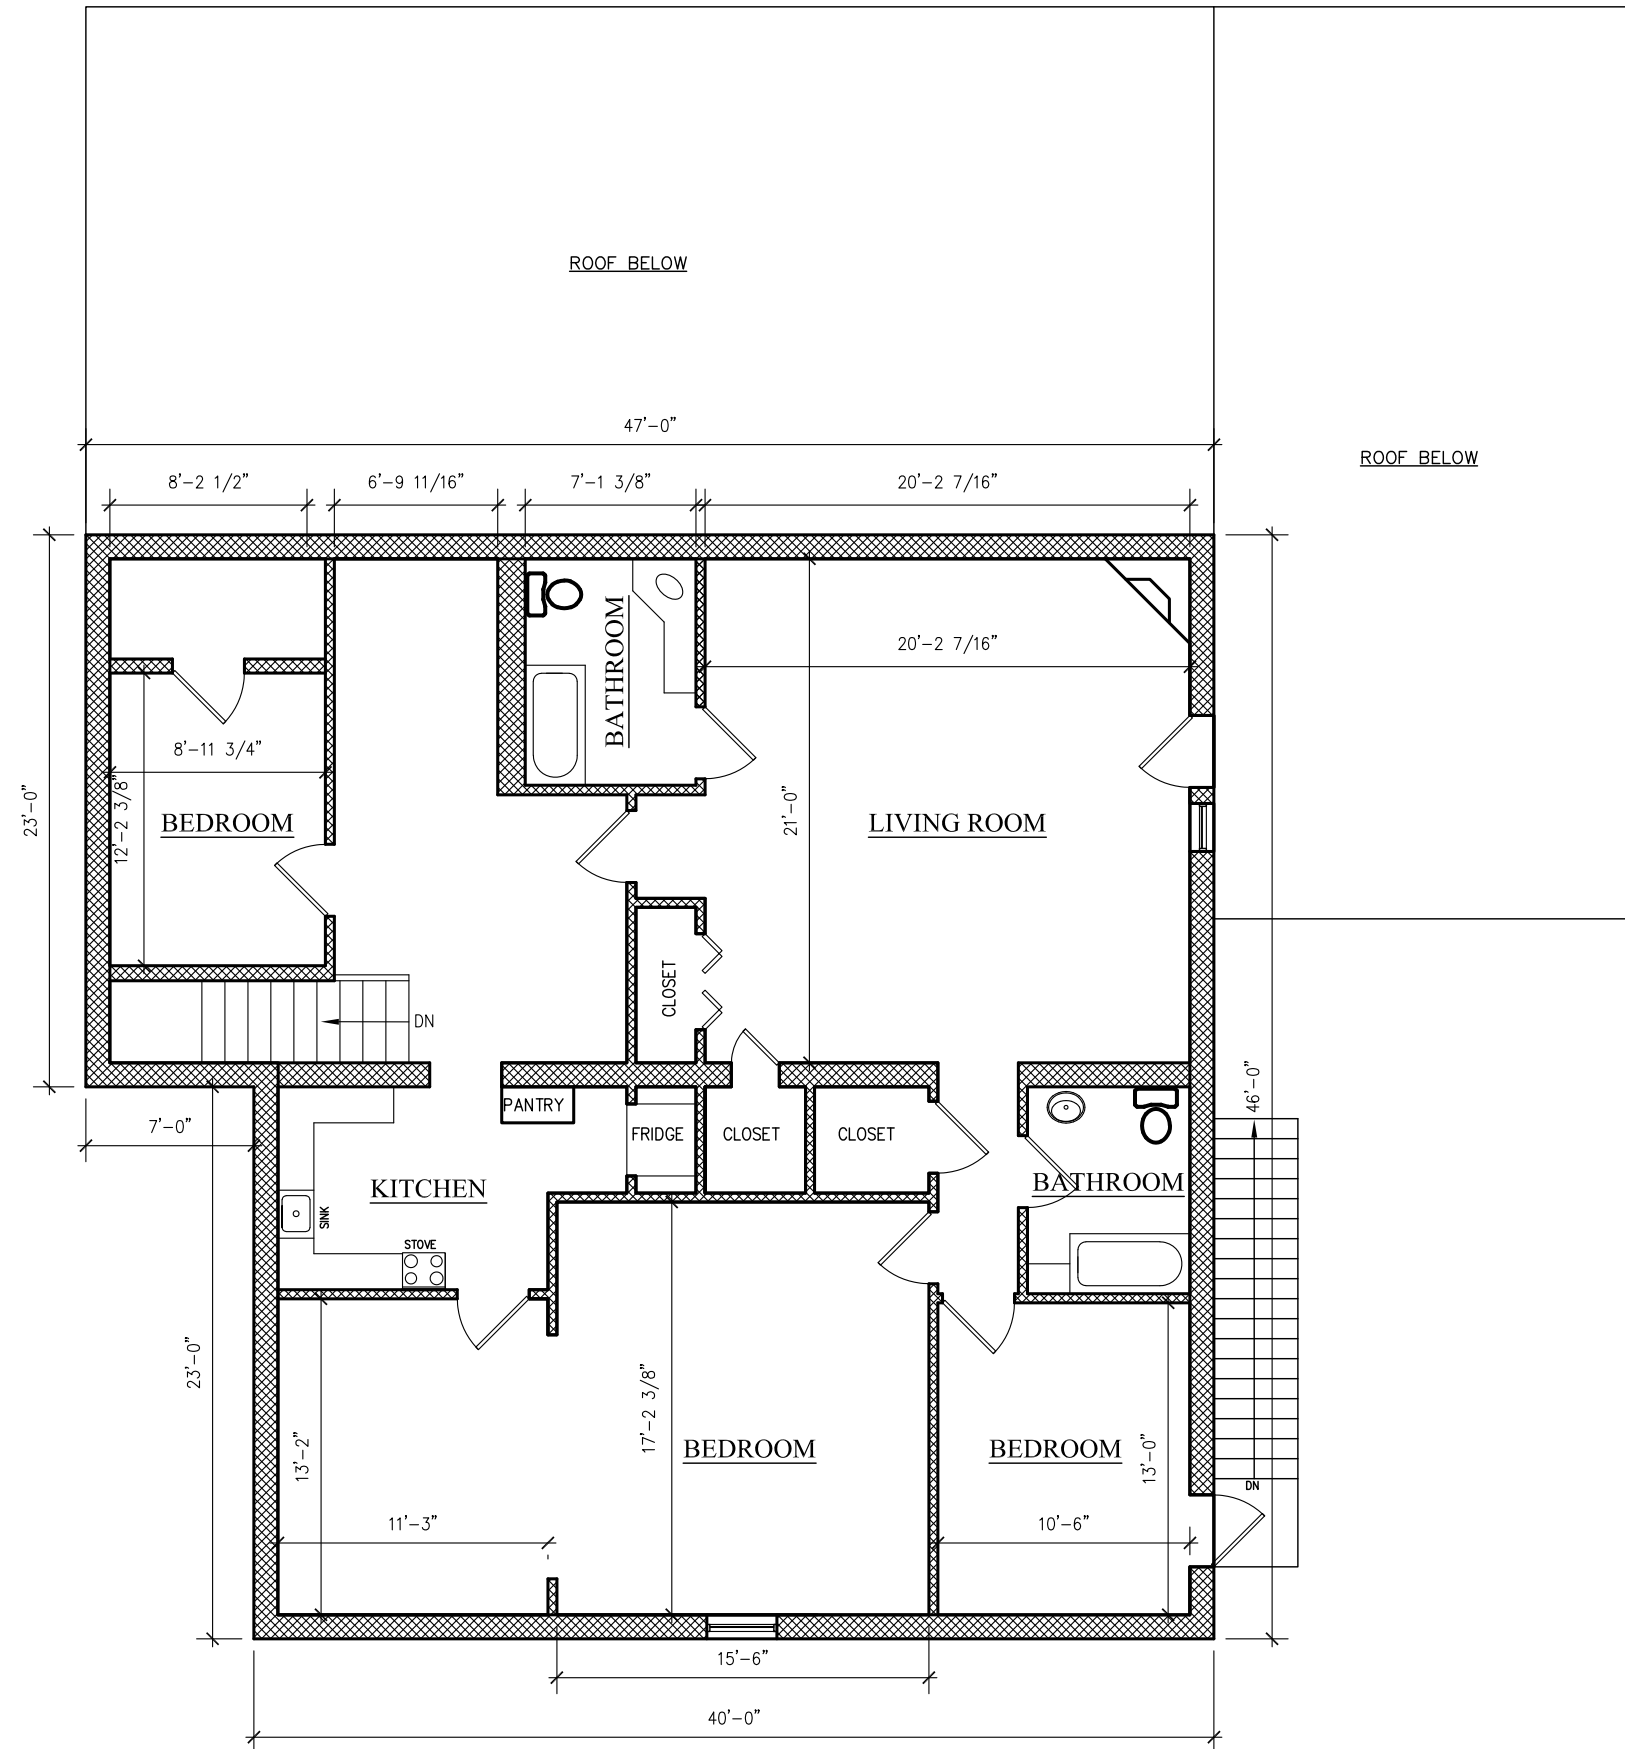 ROOF BELOW
47'-0"
ROOF BELOW
8'-2 1/2"
6'-9 11/16"
7'-1 3/8"
20'-2 7/16"
BATHROOM
20'-2 7/16"
8'-11 3/4"
23'-0"
12'-2 3/8"
BEDROOM
21'-0"
LIVING ROOM
CLOSET
DN
46'-0"
PANTRY
7'-0"
FRIDGE
CLOSET
CLOSET
KITCHEN
BATHROOM
SINK
STOVE
23'-0"
13'-2"
17'-2 3/8"
BEDROOM
BEDROOM
13'-0"
DN
11'-3"
10'-6"
15'-6"
40'-0"